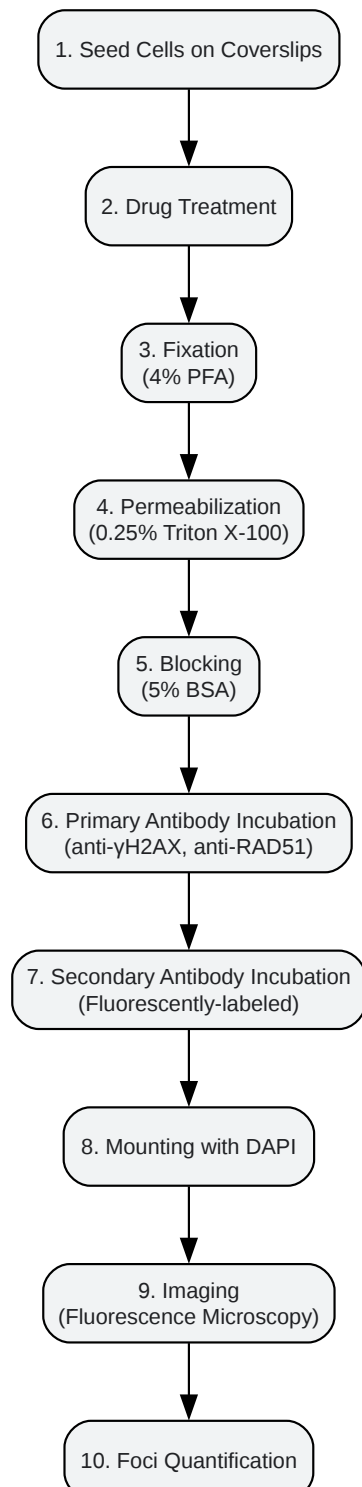 1. Seed Cells on Coverslips
2. Drug Treatment
3. Fixation
(4% PFA)
4. Permeabilization
(0.25% Triton X-100)
5. Blocking
(5% BSA)
6. Primary Antibody Incubation
(anti-γH2AX, anti-RAD51)
7. Secondary Antibody Incubation
(Fluorescently-labeled)
8. Mounting with DAPI
9. Imaging
(Fluorescence Microscopy)
10. Foci Quantification